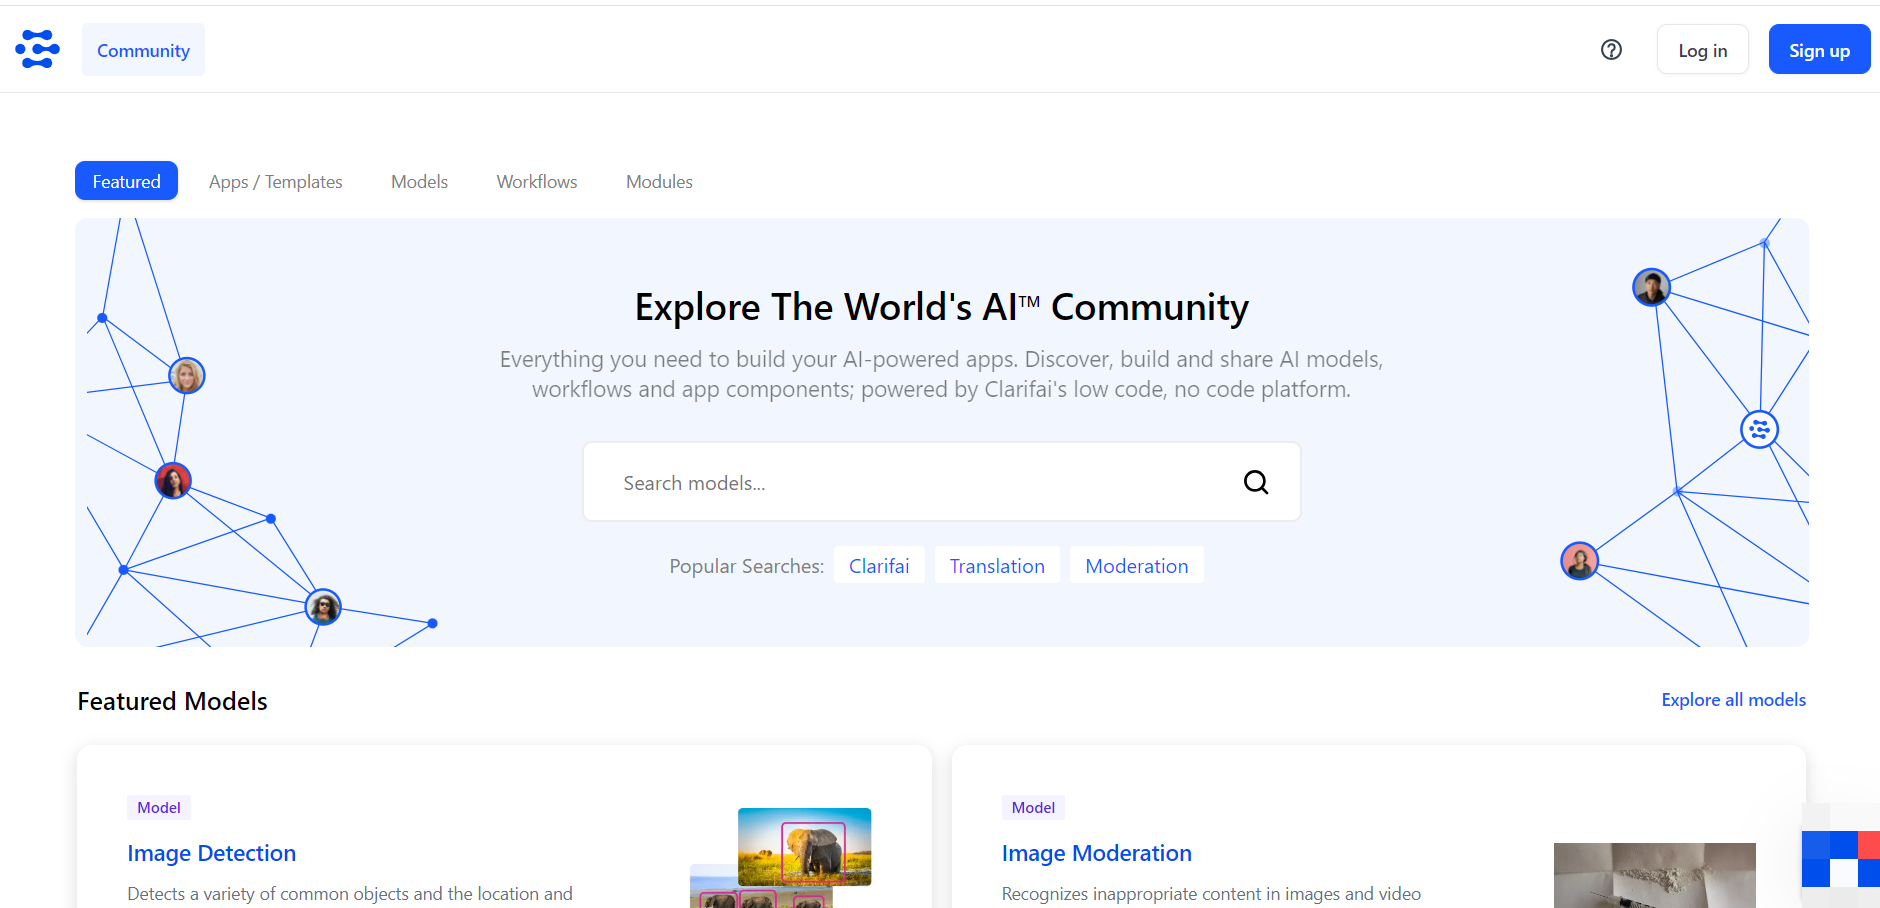 Community
Log in
Sign up
Featured
Apps / Templates
Models
Workflows
Modules
Explore The World's AI™ Community
Everything you need to build your AI-powered apps. Discover, build and share AI models,
workflows and app components; powered by Clarifai's low code, no code platform.
Search models...
Popular Searches:
Clarifai
Translation
Moderation
Featured Models
Explore all models
Model
Image Detection
Detects a variety of common objects and the location and
Model
Image Moderation
Recognizes inappropriate content in images and video